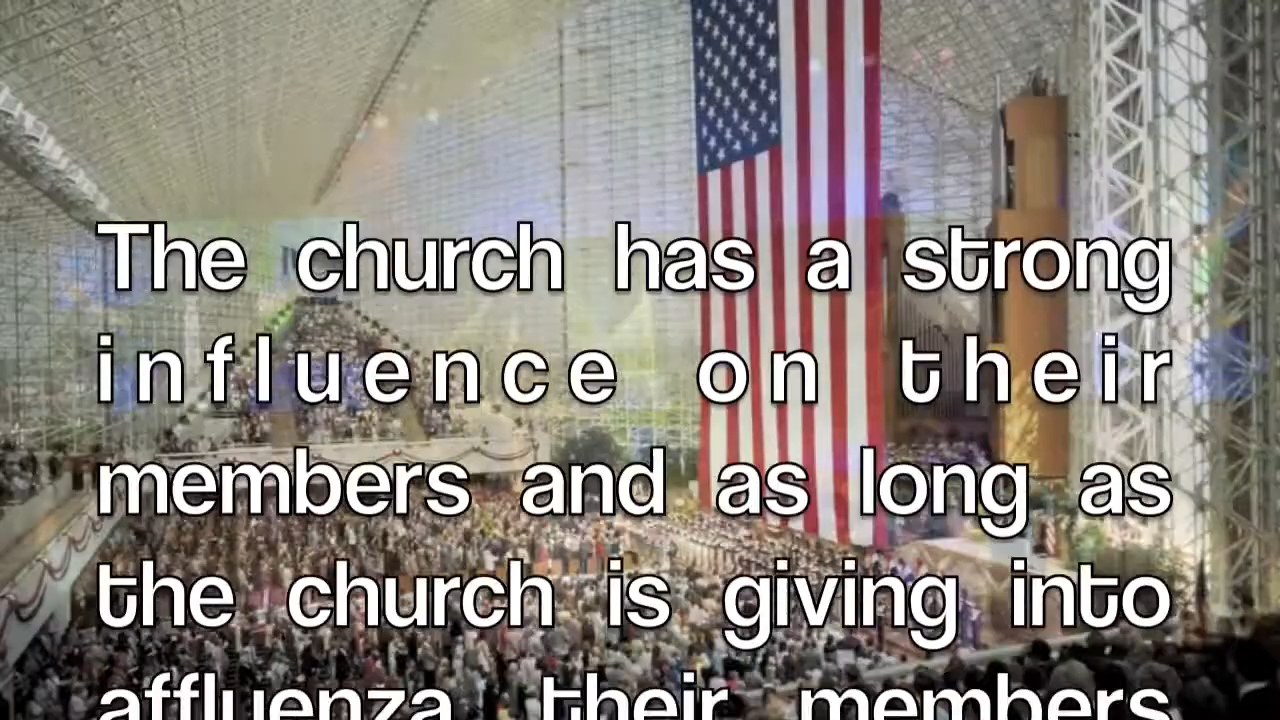 The church has a strong
influence on their
members and as long as
the church is giving into
affluenza their members